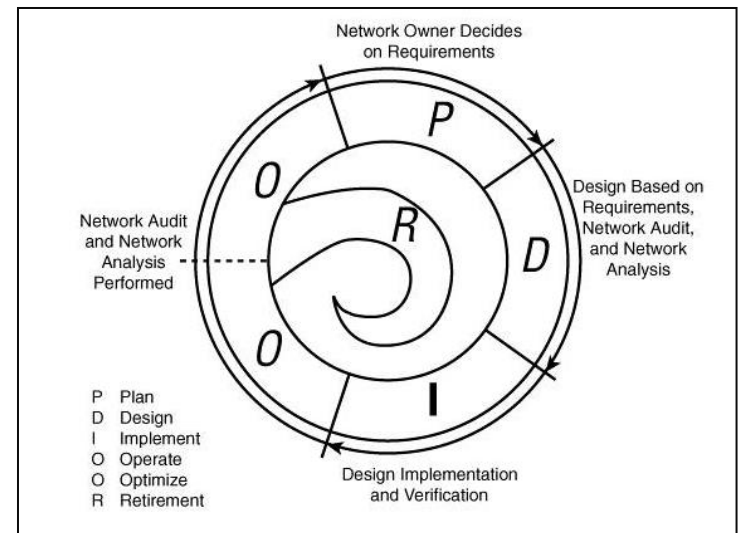 Network Owner Decides
on Requirements
P
O
R
D
O
I
Design Based on
Requirements,
Network Audit,
and Network
Analysis
Network Audit
and Network
Analysis
Performed
Design Implementation
and Verification
P Plan
D Design
I Implement
O Operate
O Optimize
R Retirement